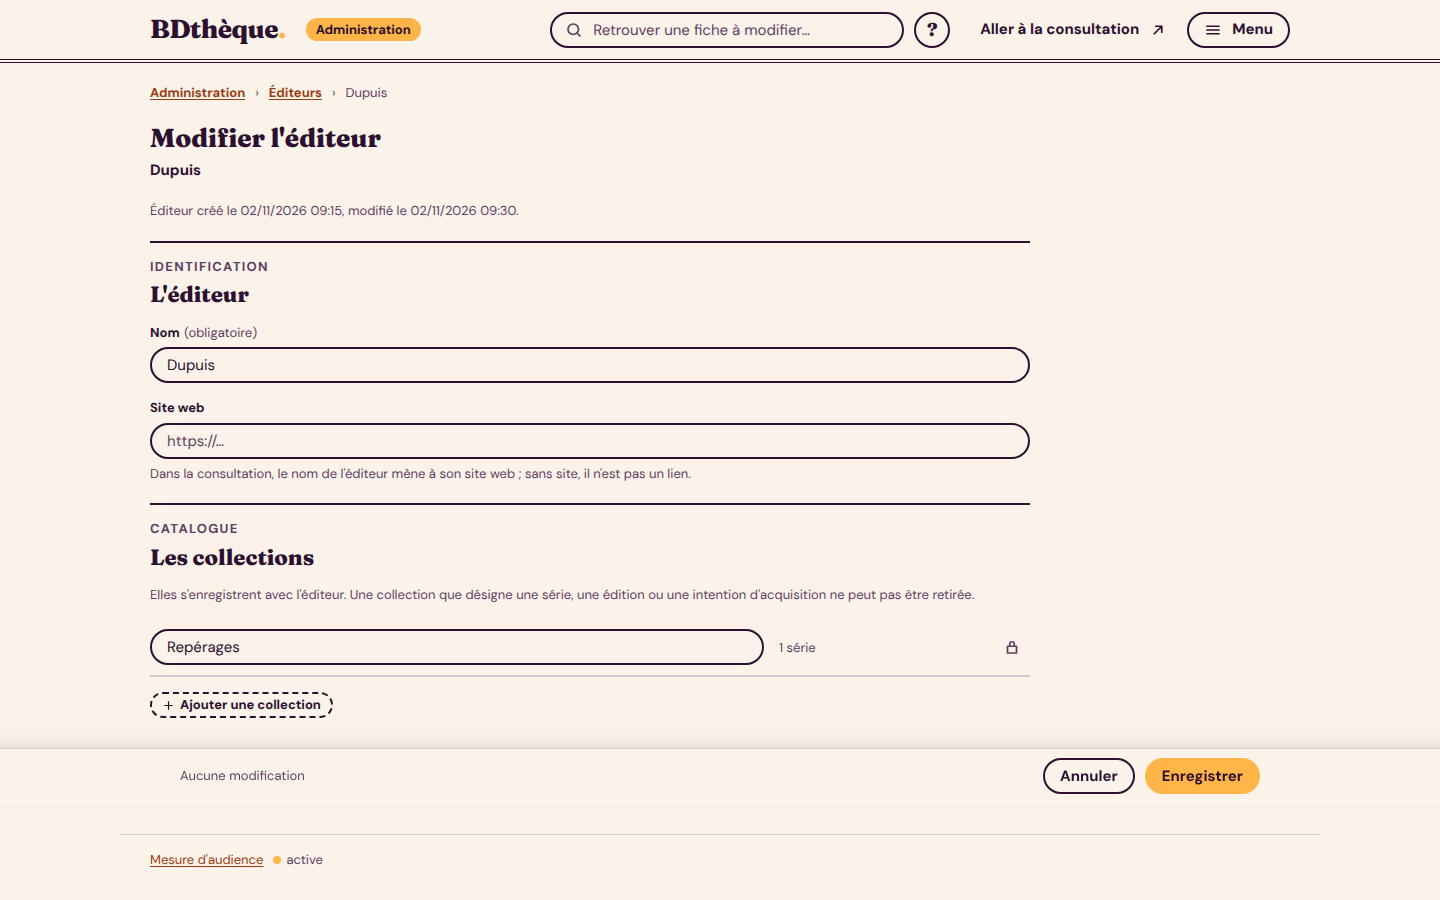 BDthèque.
Administration
Retrouver une fiche à modifier...
?
Aller à la consultation
Menu
Administration › Éditeurs › Dupuis
Modifier l'éditeur
Dupuis
Éditeur créé le 02/11/2026 09:15, modifié le 02/11/2026 09:30.
IDENTIFICATION
L'éditeur
Nom (obligatoire)
Dupuis
Site web
https://...
Dans la consultation, le nom de l'éditeur mène à son site web ; sans site, il n'est pas un lien.
CATALOGUE
Les collections
Elles s'enregistrent avec l'éditeur. Une collection que désigne une série, une édition ou une intention d'acquisition ne peut pas être retirée.
Repérages
1 série
+ Ajouter une collection
Aucune modification
Annuler
Enregistrer
Mesure d'audience
active